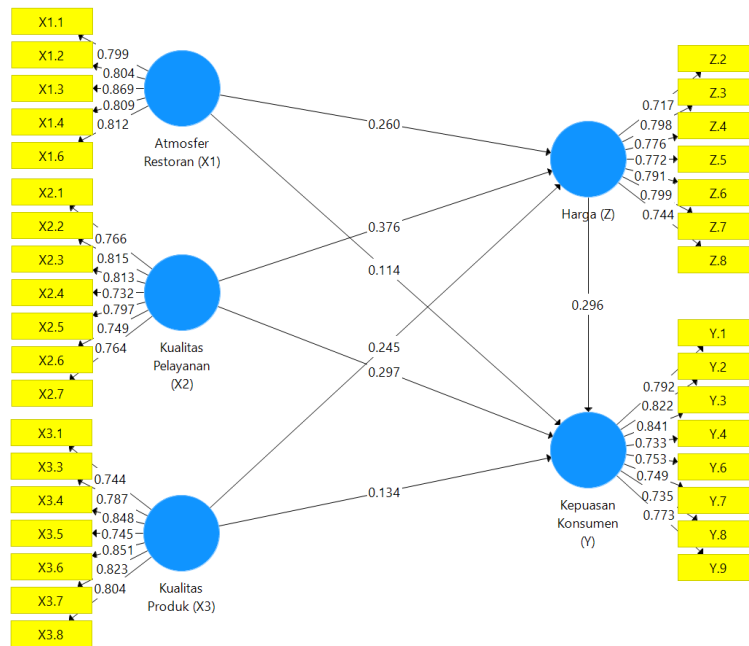 X1.1
X1.2
X1.3
X1.4
X1.6
0.799
0.804
0.869
0.809
0.812
Atmosfer
Restoran (X1)
X2.1
X2.2
X2.3
X2.4
X2.5
X2.6
X2.7
0.766
0.815
0.813
0.732
0.797
0.749
0.764
Kualitas
Pelayanan
(X2)
X3.1
X3.3
X3.4
X3.5
X3.6
X3.7
X3.8
0.744
0.787
0.848
0.745
0.851
0.823
0.804
Kualitas
Produk (X3)
0.260
0.376
0.114
0.245
0.297
0.134
0.296
Harga (Z)
0.717
0.798
0.776
0.772
0.791
0.799
0.744
Z.2
Z.3
Z.4
Z.5
Z.6
Z.7
Z.8
Kepuasan
Konsumen
(Y)
0.792
0.822
0.841
0.733
0.753
0.749
0.735
0.773
Y.1
Y.2
Y.3
Y.4
Y.6
Y.7
Y.8
Y.9